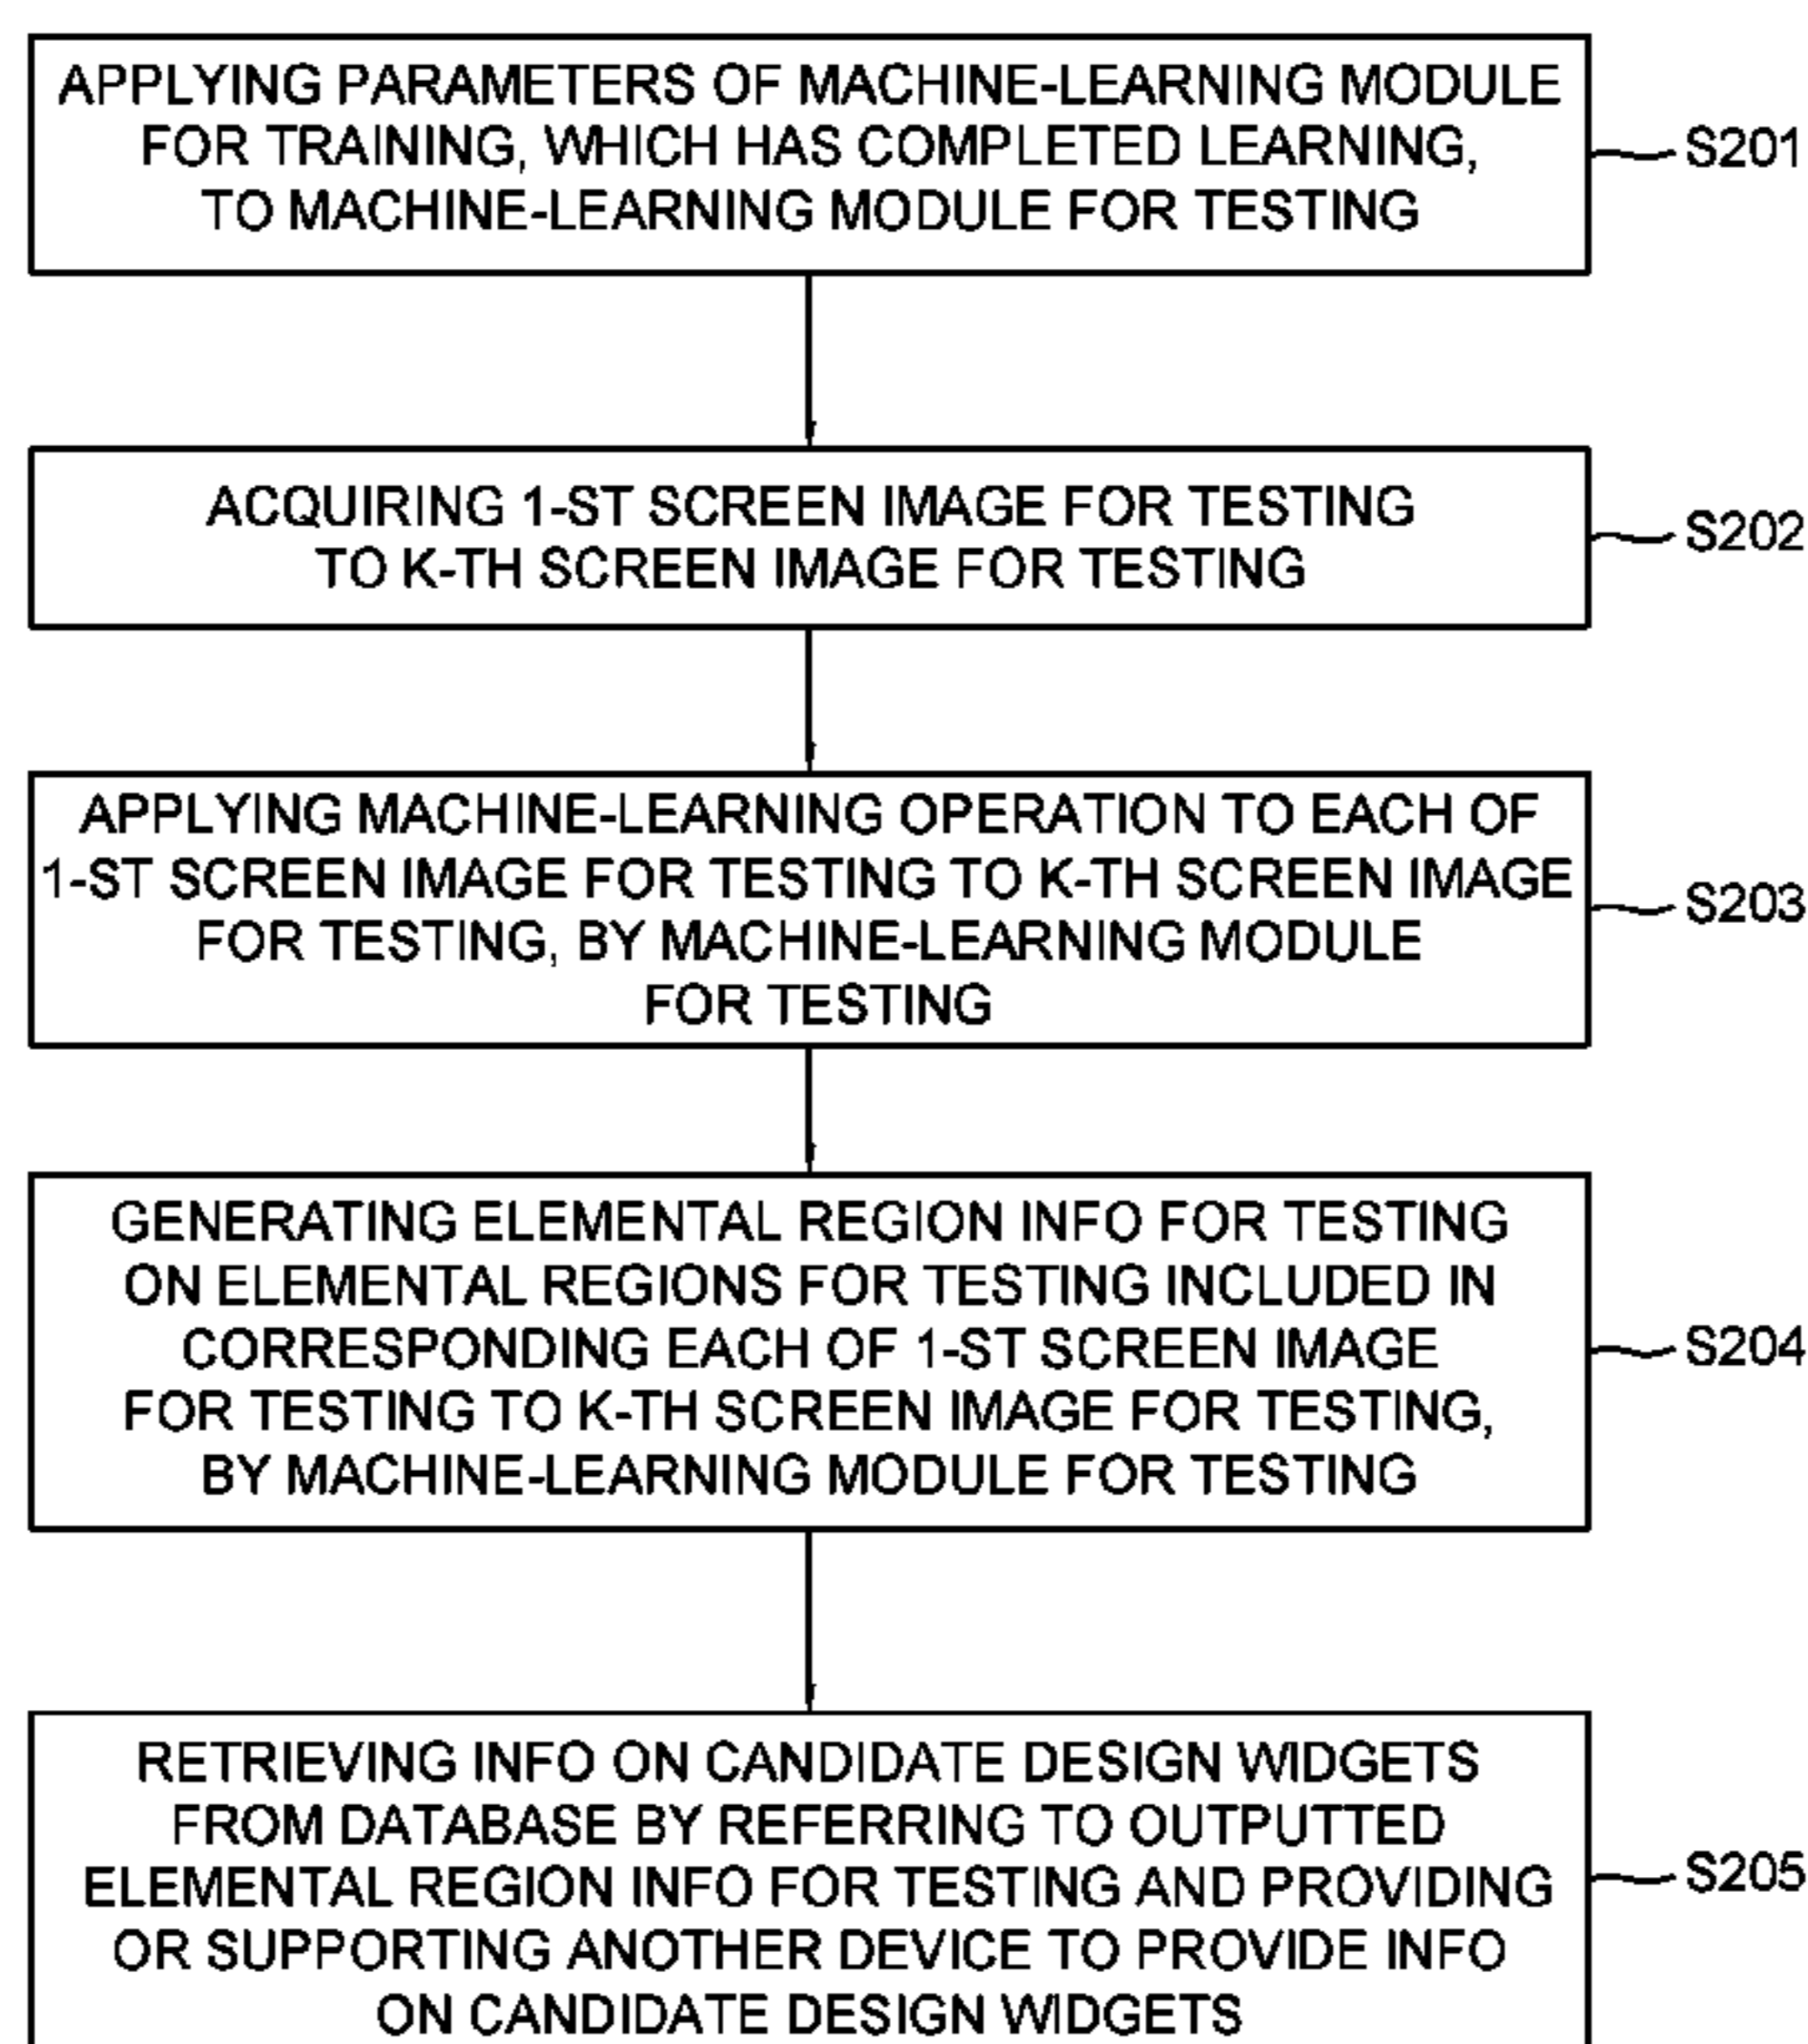 APPLYING PARAMETERS OF MACHINE-LEARNING MODULE
FOR TRAINING, WHICH HAS COMPLETED LEARNING,
TO MACHINE-LEARNING MODULE FOR TESTING
S201
ACQUIRING 1-ST SCREEN IMAGE FOR TESTING
TO K-TH SCREEN IMAGE FOR TESTING
S202
APPLYING MACHINE-LEARNING OPERATION TO EACH OF
1-ST SCREEN IMAGE FOR TESTING TO K-TH SCREEN IMAGE
FOR TESTING, BY MACHINE-LEARNING MODULE
FOR TESTING
S203
GENERATING ELEMENTAL REGION INFO FOR TESTING
ON ELEMENTAL REGIONS FOR TESTING INCLUDED IN
CORRESPONDING EACH OF 1-ST SCREEN IMAGE
FOR TESTING TO K-TH SCREEN IMAGE FOR TESTING,
BY MACHINE-LEARNING MODULE FOR TESTING
S204
RETRIEVING INFO ON CANDIDATE DESIGN WIDGETS
FROM DATABASE BY REFERRING TO OUTPUTTED
ELEMENTAL REGION INFO FOR TESTING AND PROVIDING
OR SUPPORTING ANOTHER DEVICE TO PROVIDE INFO
ON CANDIDATE DESIGN WIDGETS
S205